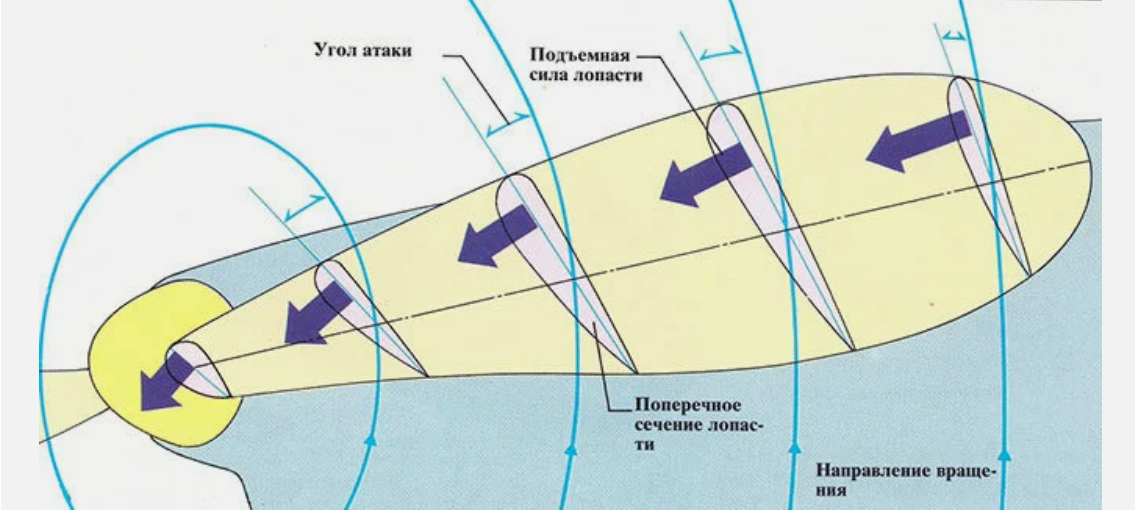 Угол атаки
Подъемная
сила лопасти
Поперечное
сечение лопас-
ти
Направление враще-
ния